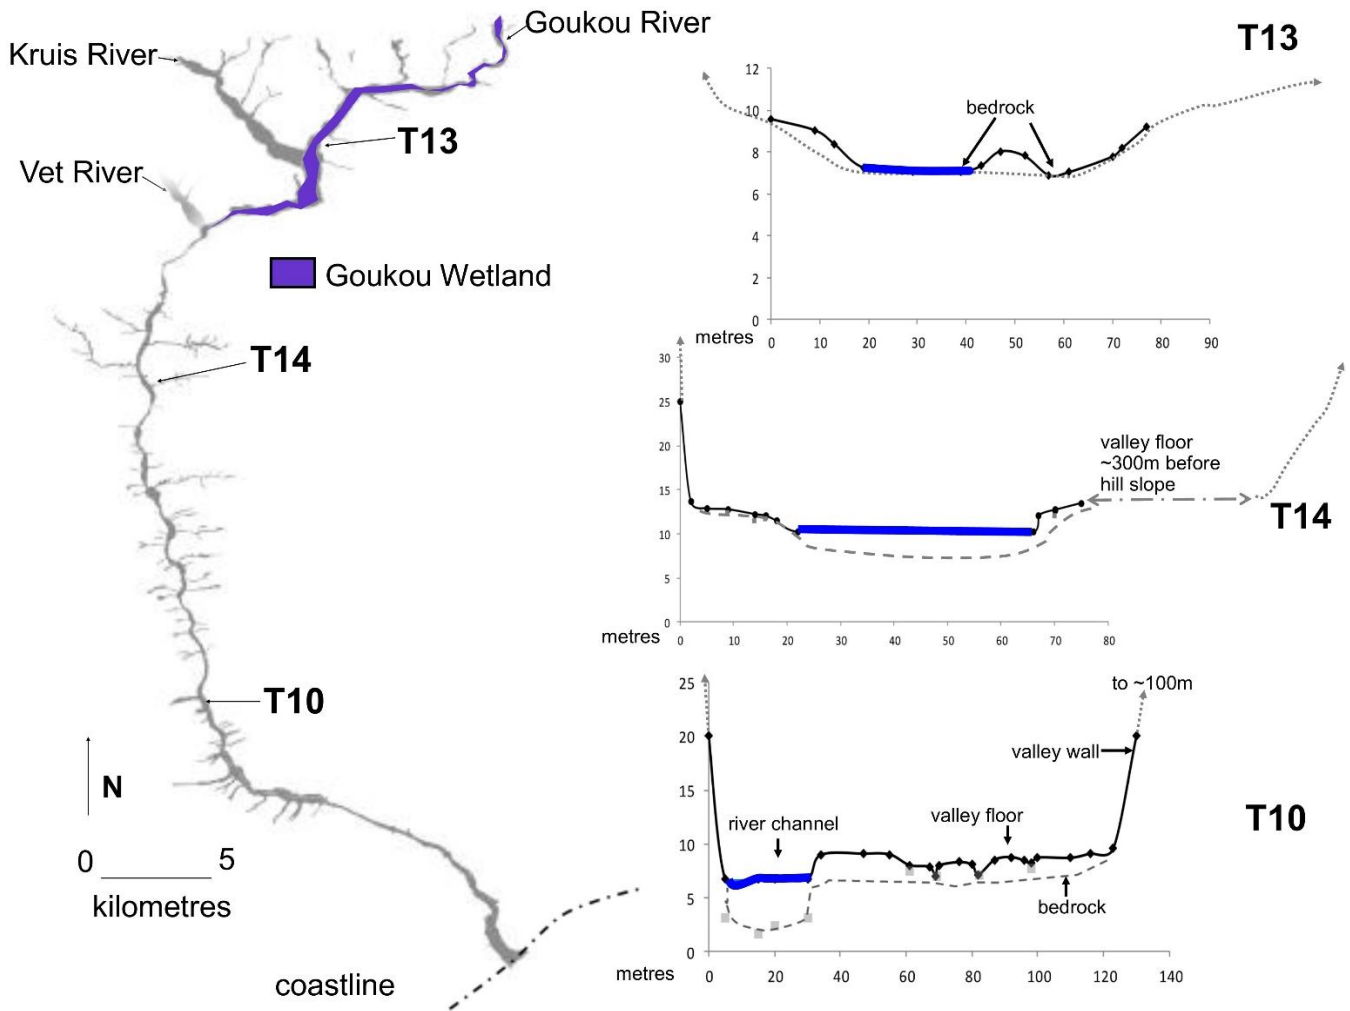 Goukou River
Kruis River
T13
Vet River
Goukou Wetland
T14
T10
N
0 5
kilometres
coastline
T13
12
10
8
6
4
2
0
bedrock
metres
0 10 20 30 40 50 60 70 80 90
30
25
20
15
10
5
0
valley floor
~300m before
hill slope
T14
metres
0 10 20 30 40 50 60 70 80
25
20
15
10
5
0
to ~100m
valley wall
river channel
valley floor
T10
bedrock
metres
0 20 40 60 80 100 120 140